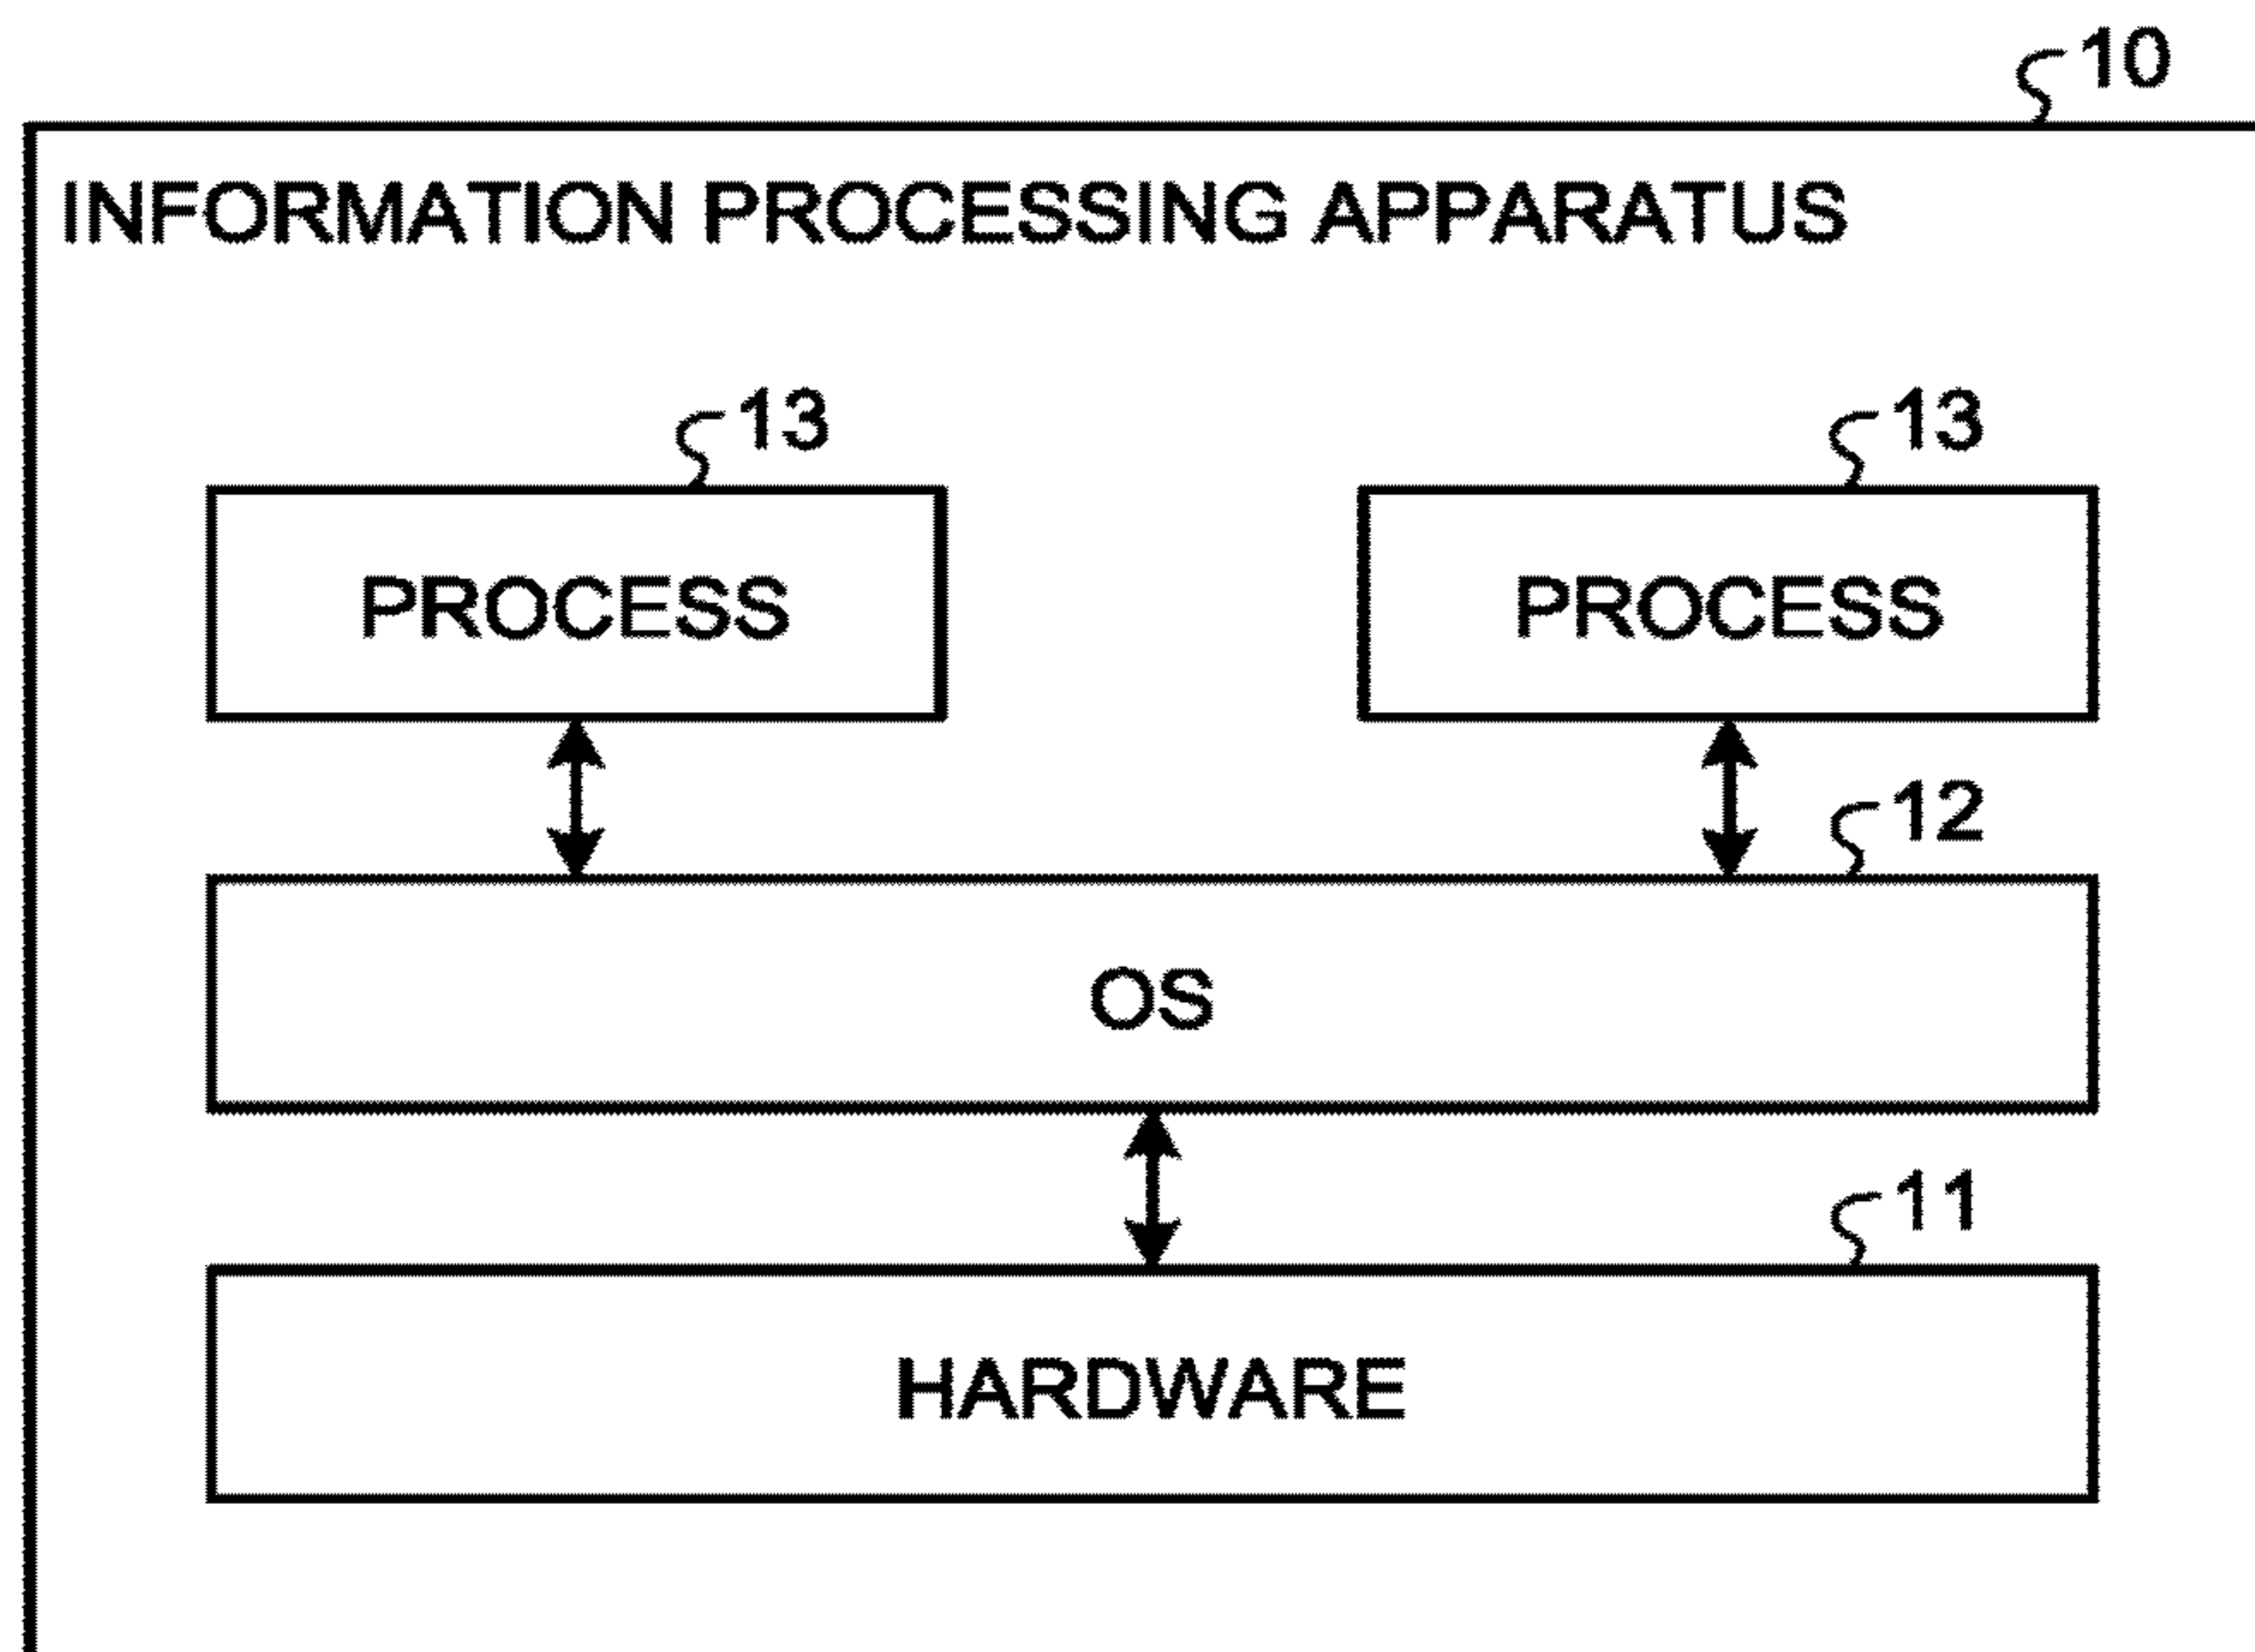 10
INFORMATION PROCESSING APPARATUS
13 13
PROCESS PROCESS
12
OS
11
HARDWARE